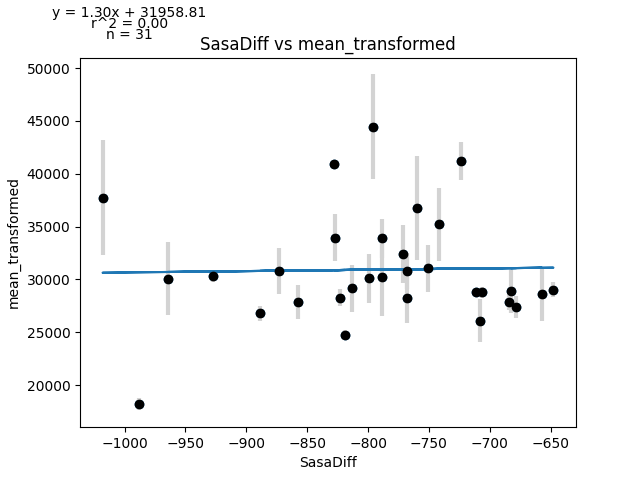 y = 1.30x + 31958.81
r^2 = 0.00
n = 31
SasaDiff vs mean_transformed
50000
45000
40000
35000
30000
25000
20000
mean_transformed
−1000 −950 −900 −850 −800 −750 −700 −650
SasaDiff